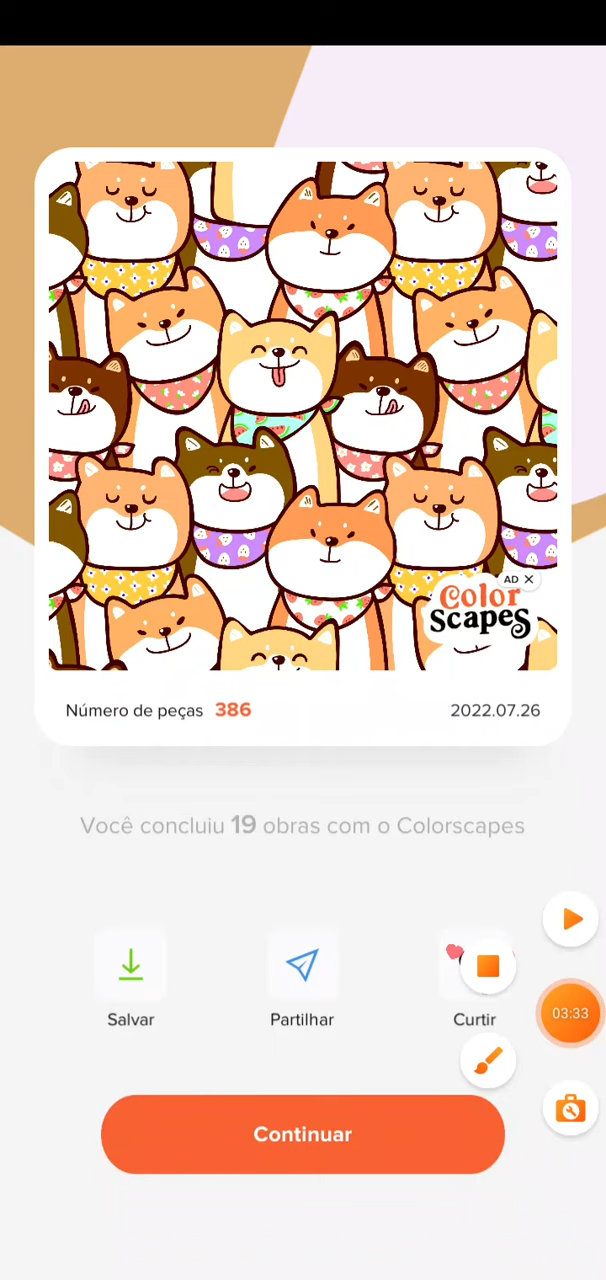 AD X
Color
Scapes
Número de peças 386
2022.07.26
Você concluiu 19 obras com o Colorscapes
Salvar
Partilhar
Curtir
03:33
Continuar